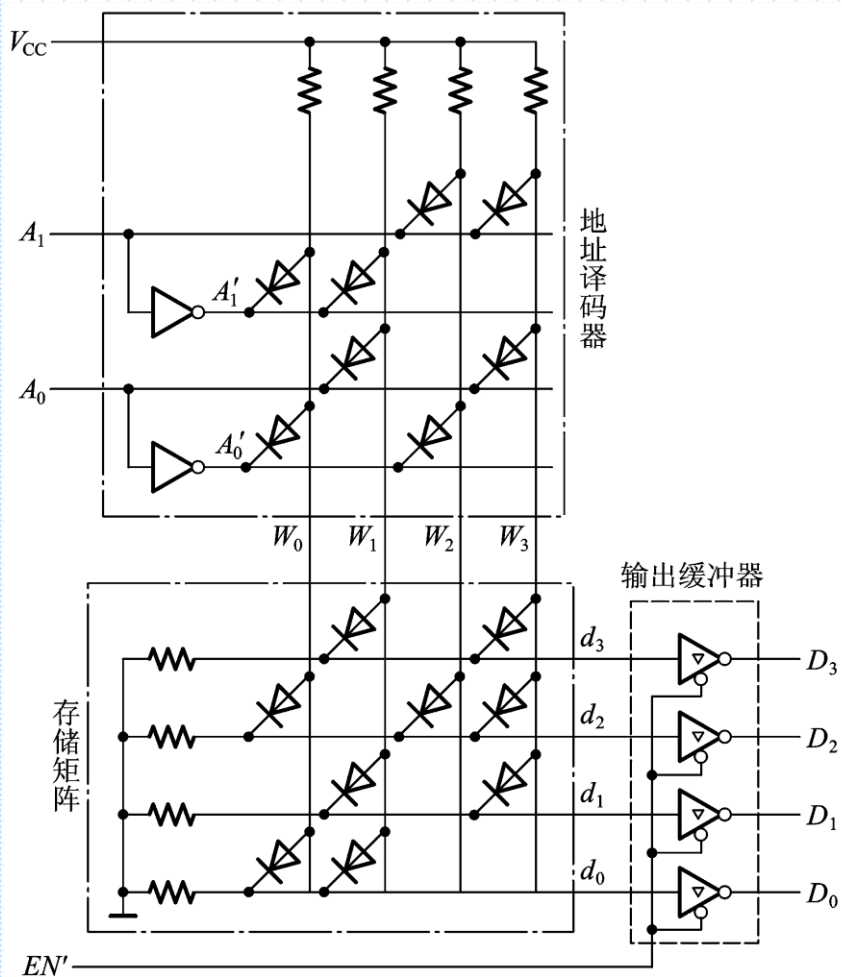 V_CC
A₁
A₁′
A₀
A₀′
地址译码器
W₀ W₁ W₂ W₃
输出缓冲器
存储矩阵
d₃ D₃
d₂ D₂
d₁ D₁
d₀ D₀
EN′